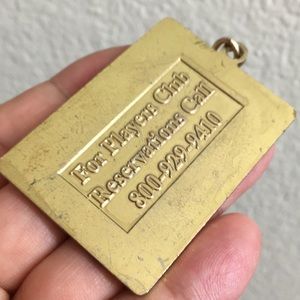 For Players Club
Reservations Call
800-929-9410